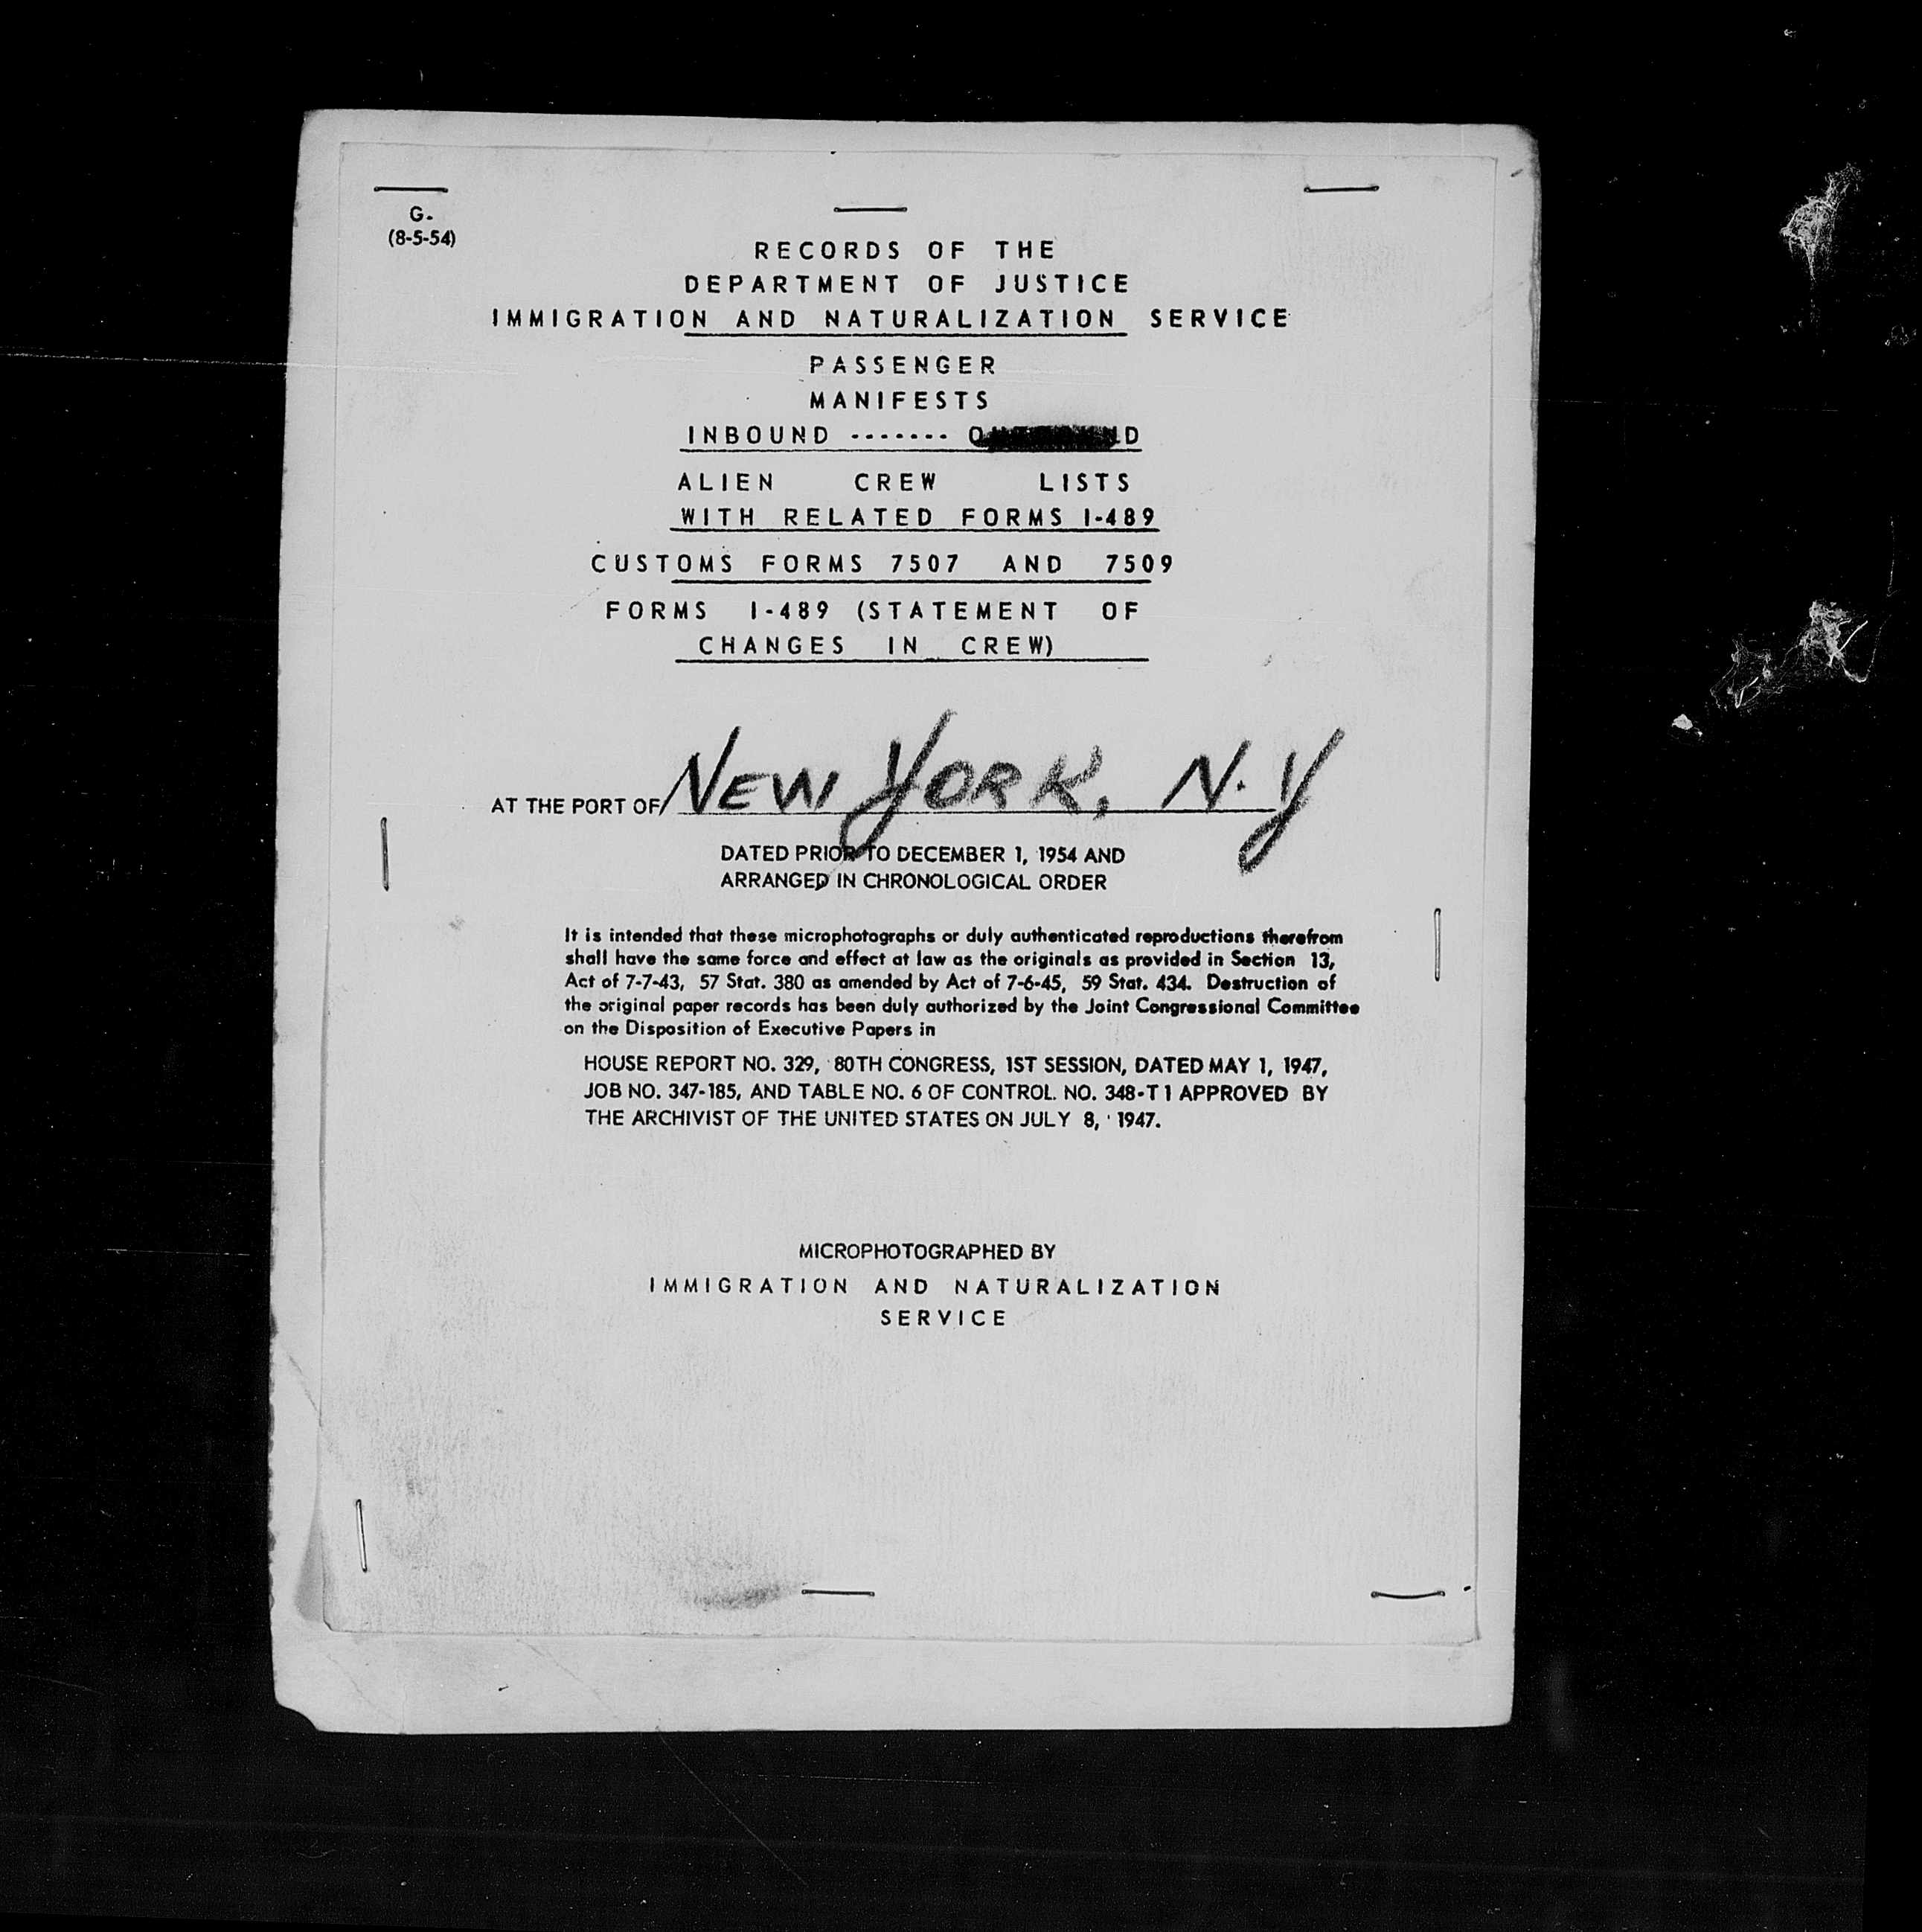 G-
(8-5-54)
RECORDS OF THE
DEPARTMENT OF JUSTICE
IMMIGRATION AND NATURALIZATION SERVICE
PASSENGER
MANIFESTS
INBOUND -------
ALIEN CREW LISTS
WITH RELATED FORMS I-489
CUSTOMS FORMS 7507 AND 7509
FORMS I-489 (STATEMENT OF
CHANGES IN CREW)
AT THE PORT OF NEW YORK, N.Y
DATED PRIOR TO DECEMBER 1, 1954 AND
ARRANGED IN CHRONOLOGICAL ORDER
It is intended that these microphotographs or duly authenticated reproductions therefrom
shall have the same force and effect at law as the originals as provided in Section 13,
Act of 7-7-43, 57 Stat. 380 as amended by Act of 7-6-45, 59 Stat. 434. Destruction of
the original paper records has been duly authorized by the Joint Congressional Committee
on the Disposition of Executive Papers in
HOUSE REPORT NO. 329, 80TH CONGRESS, 1ST SESSION, DATED MAY 1, 1947,
JOB NO. 347-185, AND TABLE NO. 6 OF CONTROL NO. 348-T1 APPROVED BY
THE ARCHIVIST OF THE UNITED STATES ON JULY 8, 1947.
MICROPHOTOGRAPHED BY
IMMIGRATION AND NATURALIZATION
SERVICE